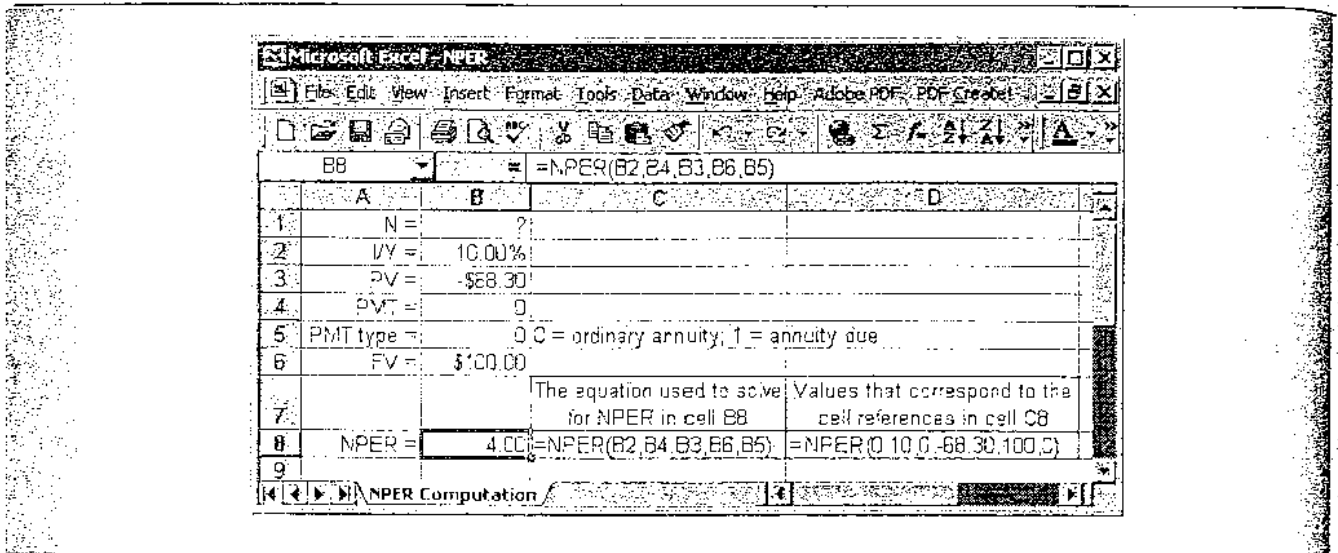 Microsoft Excel - NPER
File Edit View Insert Format Tools Data Window Help Adobe PDF PDF Create!
B8 = =NPER(B2,B4,B3,B6,B5)
A B C D
1 N = ?
2 I/Y = 10.00%
3 PV = -$68.30
4 PMT = 0
5 PMT type = 0 0 = ordinary annuity; 1 = annuity due
6 FV = $100.00
The equation used to solve Values that correspond to the
7 for NPER in cell B8 cell references in cell C8
8 NPER = 4.00 =NPER(B2,B4,B3,B6,B5) =NPER(0.10,0,-68.30,100,0)
9
NPER Computation